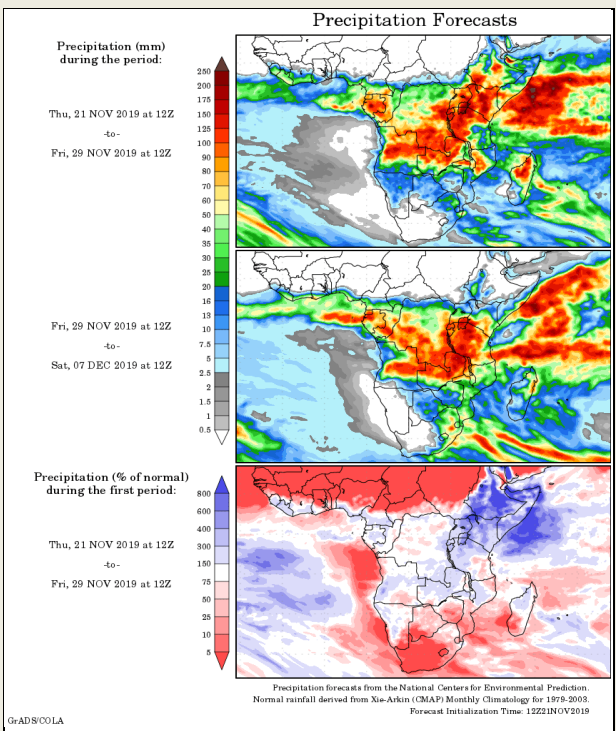 Precipitation Forecasts
Precipitation (mm)
during the period:
Thu, 21 NOV 2019 at 12Z
-to-
Fri, 29 NOV 2019 at 12Z
250
200
175
150
125
100
90
80
70
60
50
40
35
30
25
20
16
13
10
7.5
5
2.5
2
1.5
1
0.5
Fri, 29 NOV 2019 at 12Z
-to-
Sat, 07 DEC 2019 at 12Z
Precipitation (% of normal)
during the first period:
Thu, 21 NOV 2019 at 12Z
-to-
Fri, 29 NOV 2019 at 12Z
800
600
400
300
150
75
50
25
10
5
Precipitation forecasts from the National Centers for Environmental Prediction.
Normal rainfall derived from Xie-Arkin (CMAP) Monthly Climatology for 1979-2003.
Forecast Initialization Time: 12Z21NOV2019
GrADS/COLA